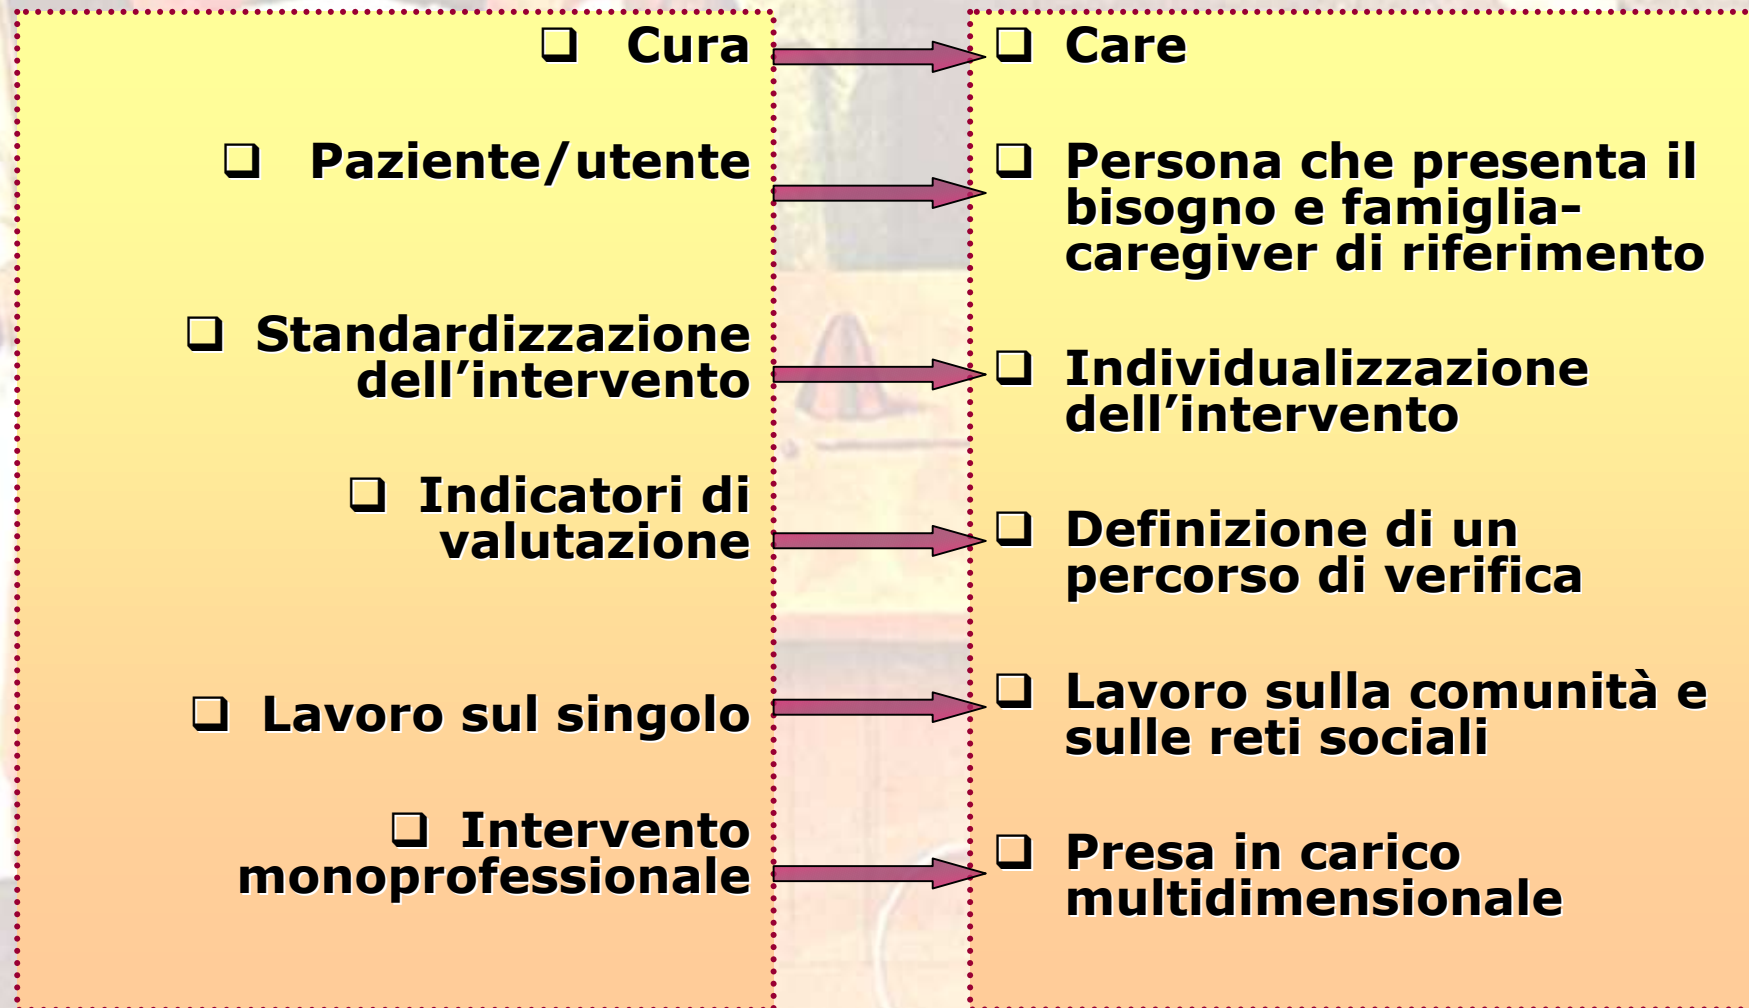 ❑ Cura
❑ Paziente/utente
❑ Standardizzazione
dell’intervento
❑ Indicatori di
valutazione
❑ Lavoro sul singolo
❑ Intervento
monoprofessionale
❑ Care
❑ Persona che presenta il
bisogno e famiglia-
caregiver di riferimento
❑ Individualizzazione
dell’intervento
❑ Definizione di un
percorso di verifica
❑ Lavoro sulla comunità e
sulle reti sociali
❑ Presa in carico
multidimensionale